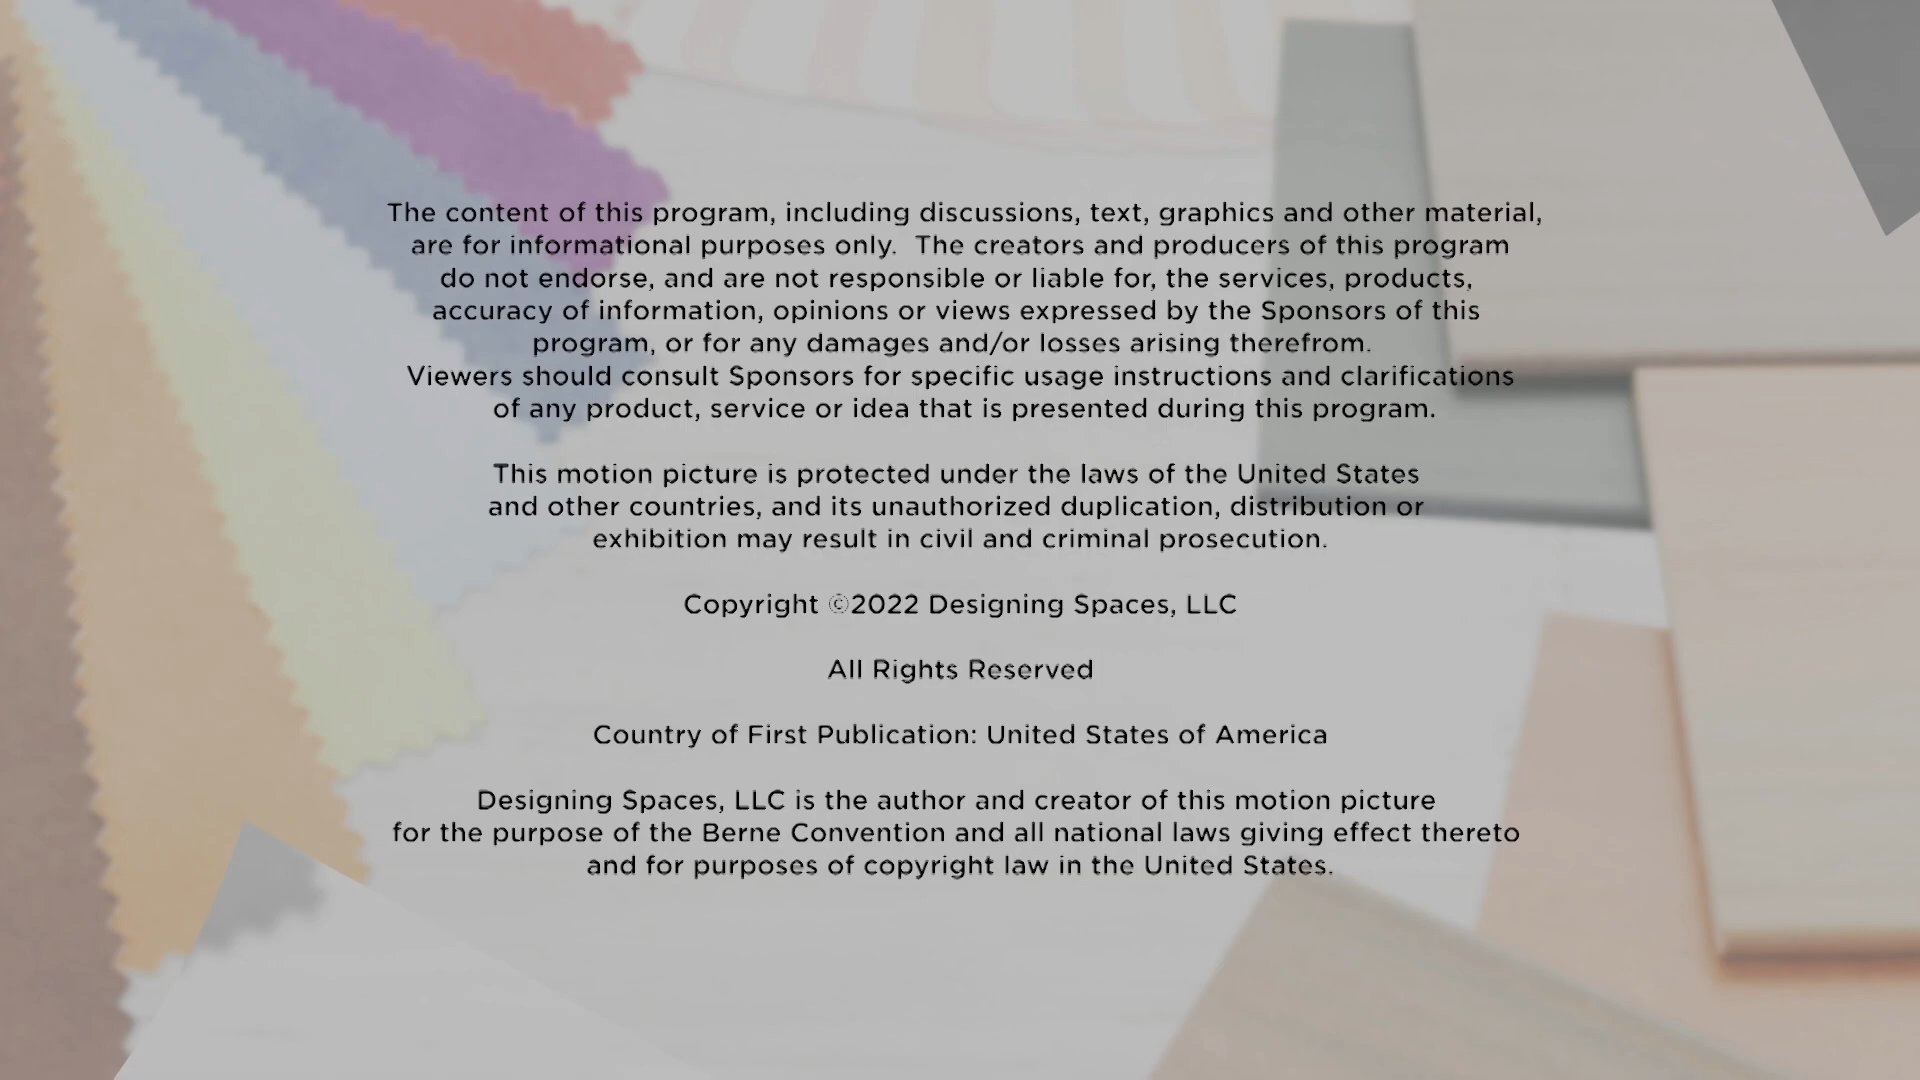 The content of this program, including discussions, text, graphics and other material,
are for informational purposes only.  The creators and producers of this program
do not endorse, and are not responsible or liable for, the services, products,
accuracy of information, opinions or views expressed by the Sponsors of this
program, or for any damages and/or losses arising therefrom.
Viewers should consult Sponsors for specific usage instructions and clarifications
of any product, service or idea that is presented during this program.
This motion picture is protected under the laws of the United States
and other countries, and its unauthorized duplication, distribution or
exhibition may result in civil and criminal prosecution.
Copyright ©2022 Designing Spaces, LLC
All Rights Reserved
Country of First Publication: United States of America
Designing Spaces, LLC is the author and creator of this motion picture
for the purpose of the Berne Convention and all national laws giving effect thereto
and for purposes of copyright law in the United States.